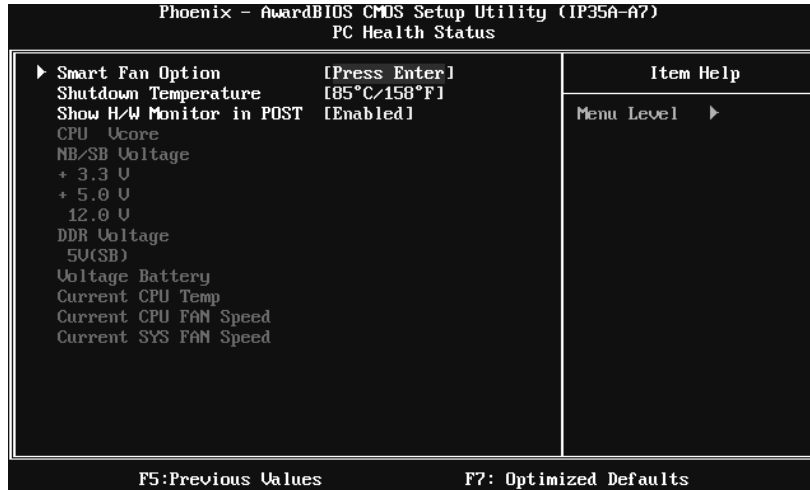 Phoenix - AwardBIOS CMOS Setup Utility (IP35A-A7)
PC Health Status
Smart Fan Option [Press Enter]
Shutdown Temperature [85°C/158°F]
Show H/W Monitor in POST [Enabled]
CPU Vcore
NB/SB Voltage
+ 3.3 V
+ 5.0 V
12.0 V
DDR Voltage
5V(SB)
Voltage Battery
Current CPU Temp
Current CPU FAN Speed
Current SYS FAN Speed
Item Help
Menu Level
F5:Previous Values F7: Optimized Defaults